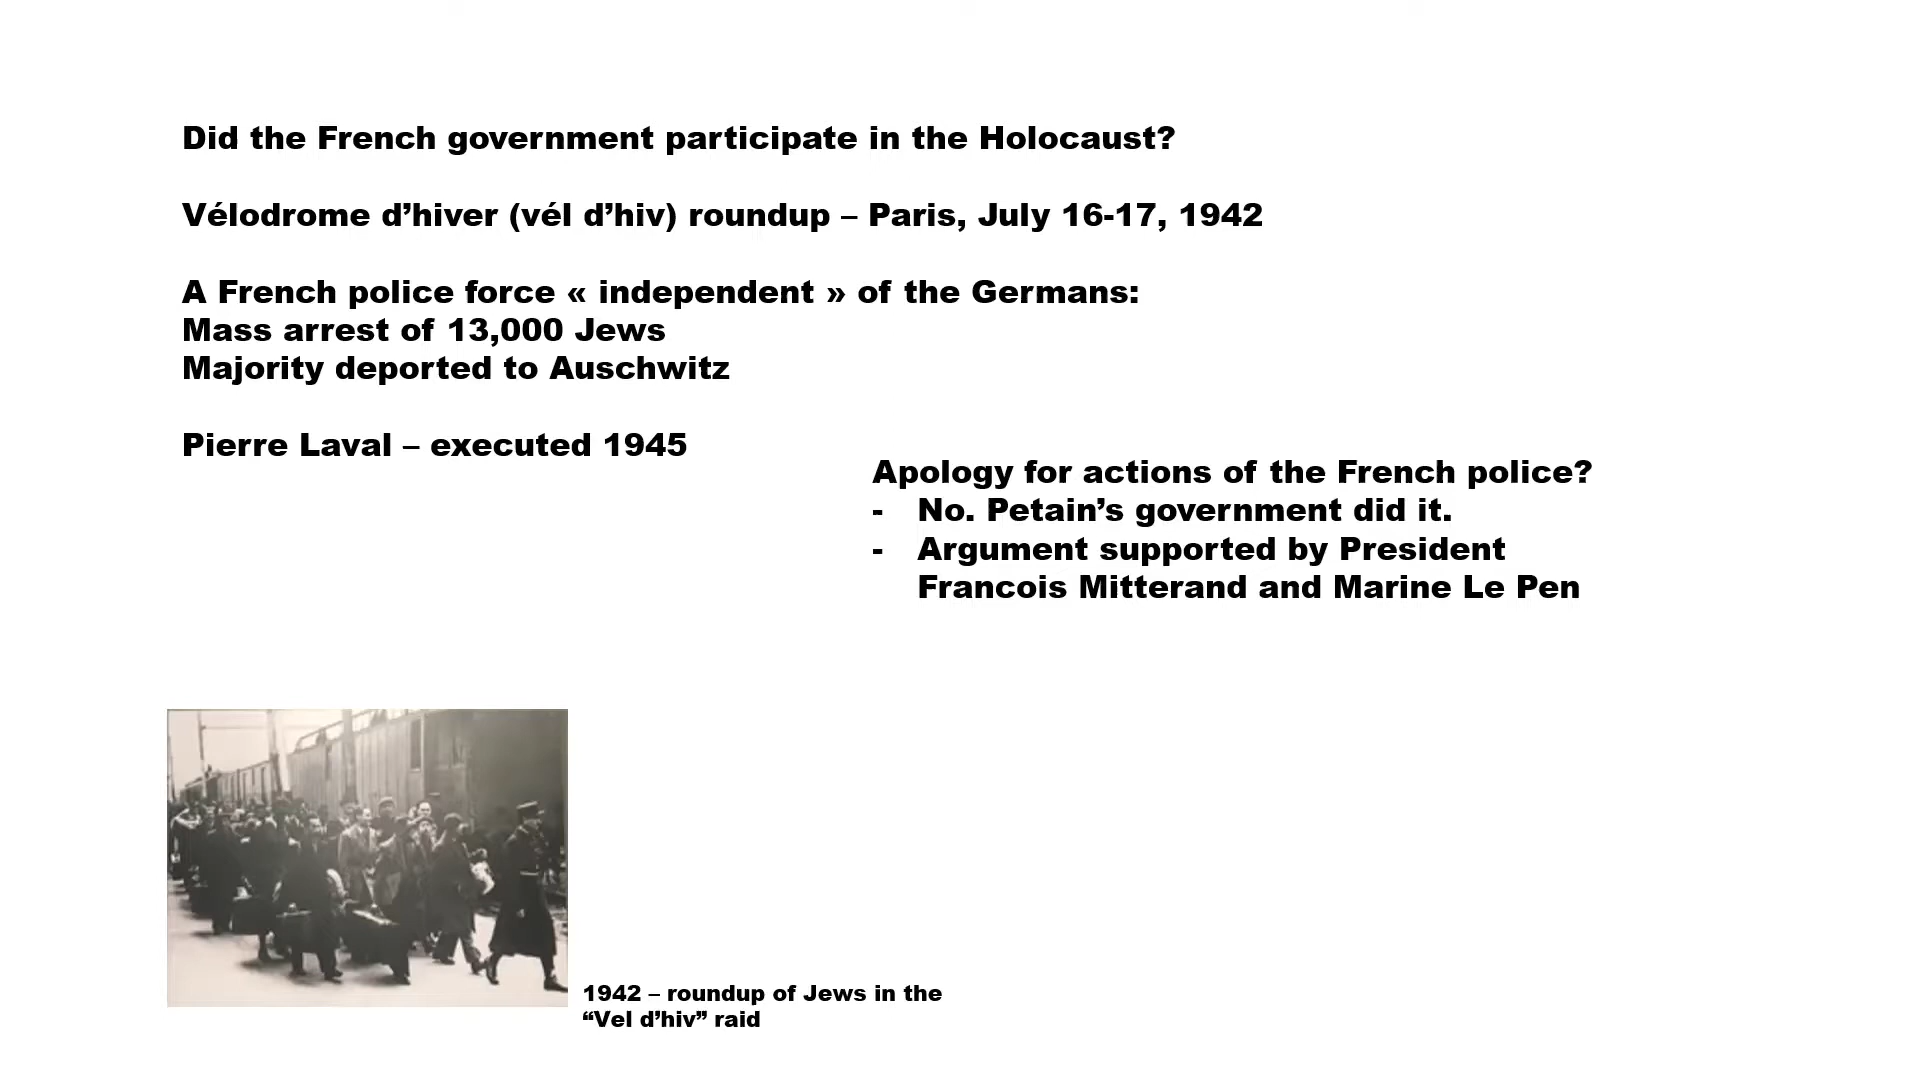 Did the French government participate in the Holocaust?
Vélodrome d’hiver (vél d’hiv) roundup – Paris, July 16-17, 1942
A French police force « independent » of the Germans:
Mass arrest of 13,000 Jews
Majority deported to Auschwitz
Pierre Laval – executed 1945
Apology for actions of the French police?
- No. Petain’s government did it.
- Argument supported by President
Francois Mitterand and Marine Le Pen
1942 – roundup of Jews in the
“Vel d’hiv” raid